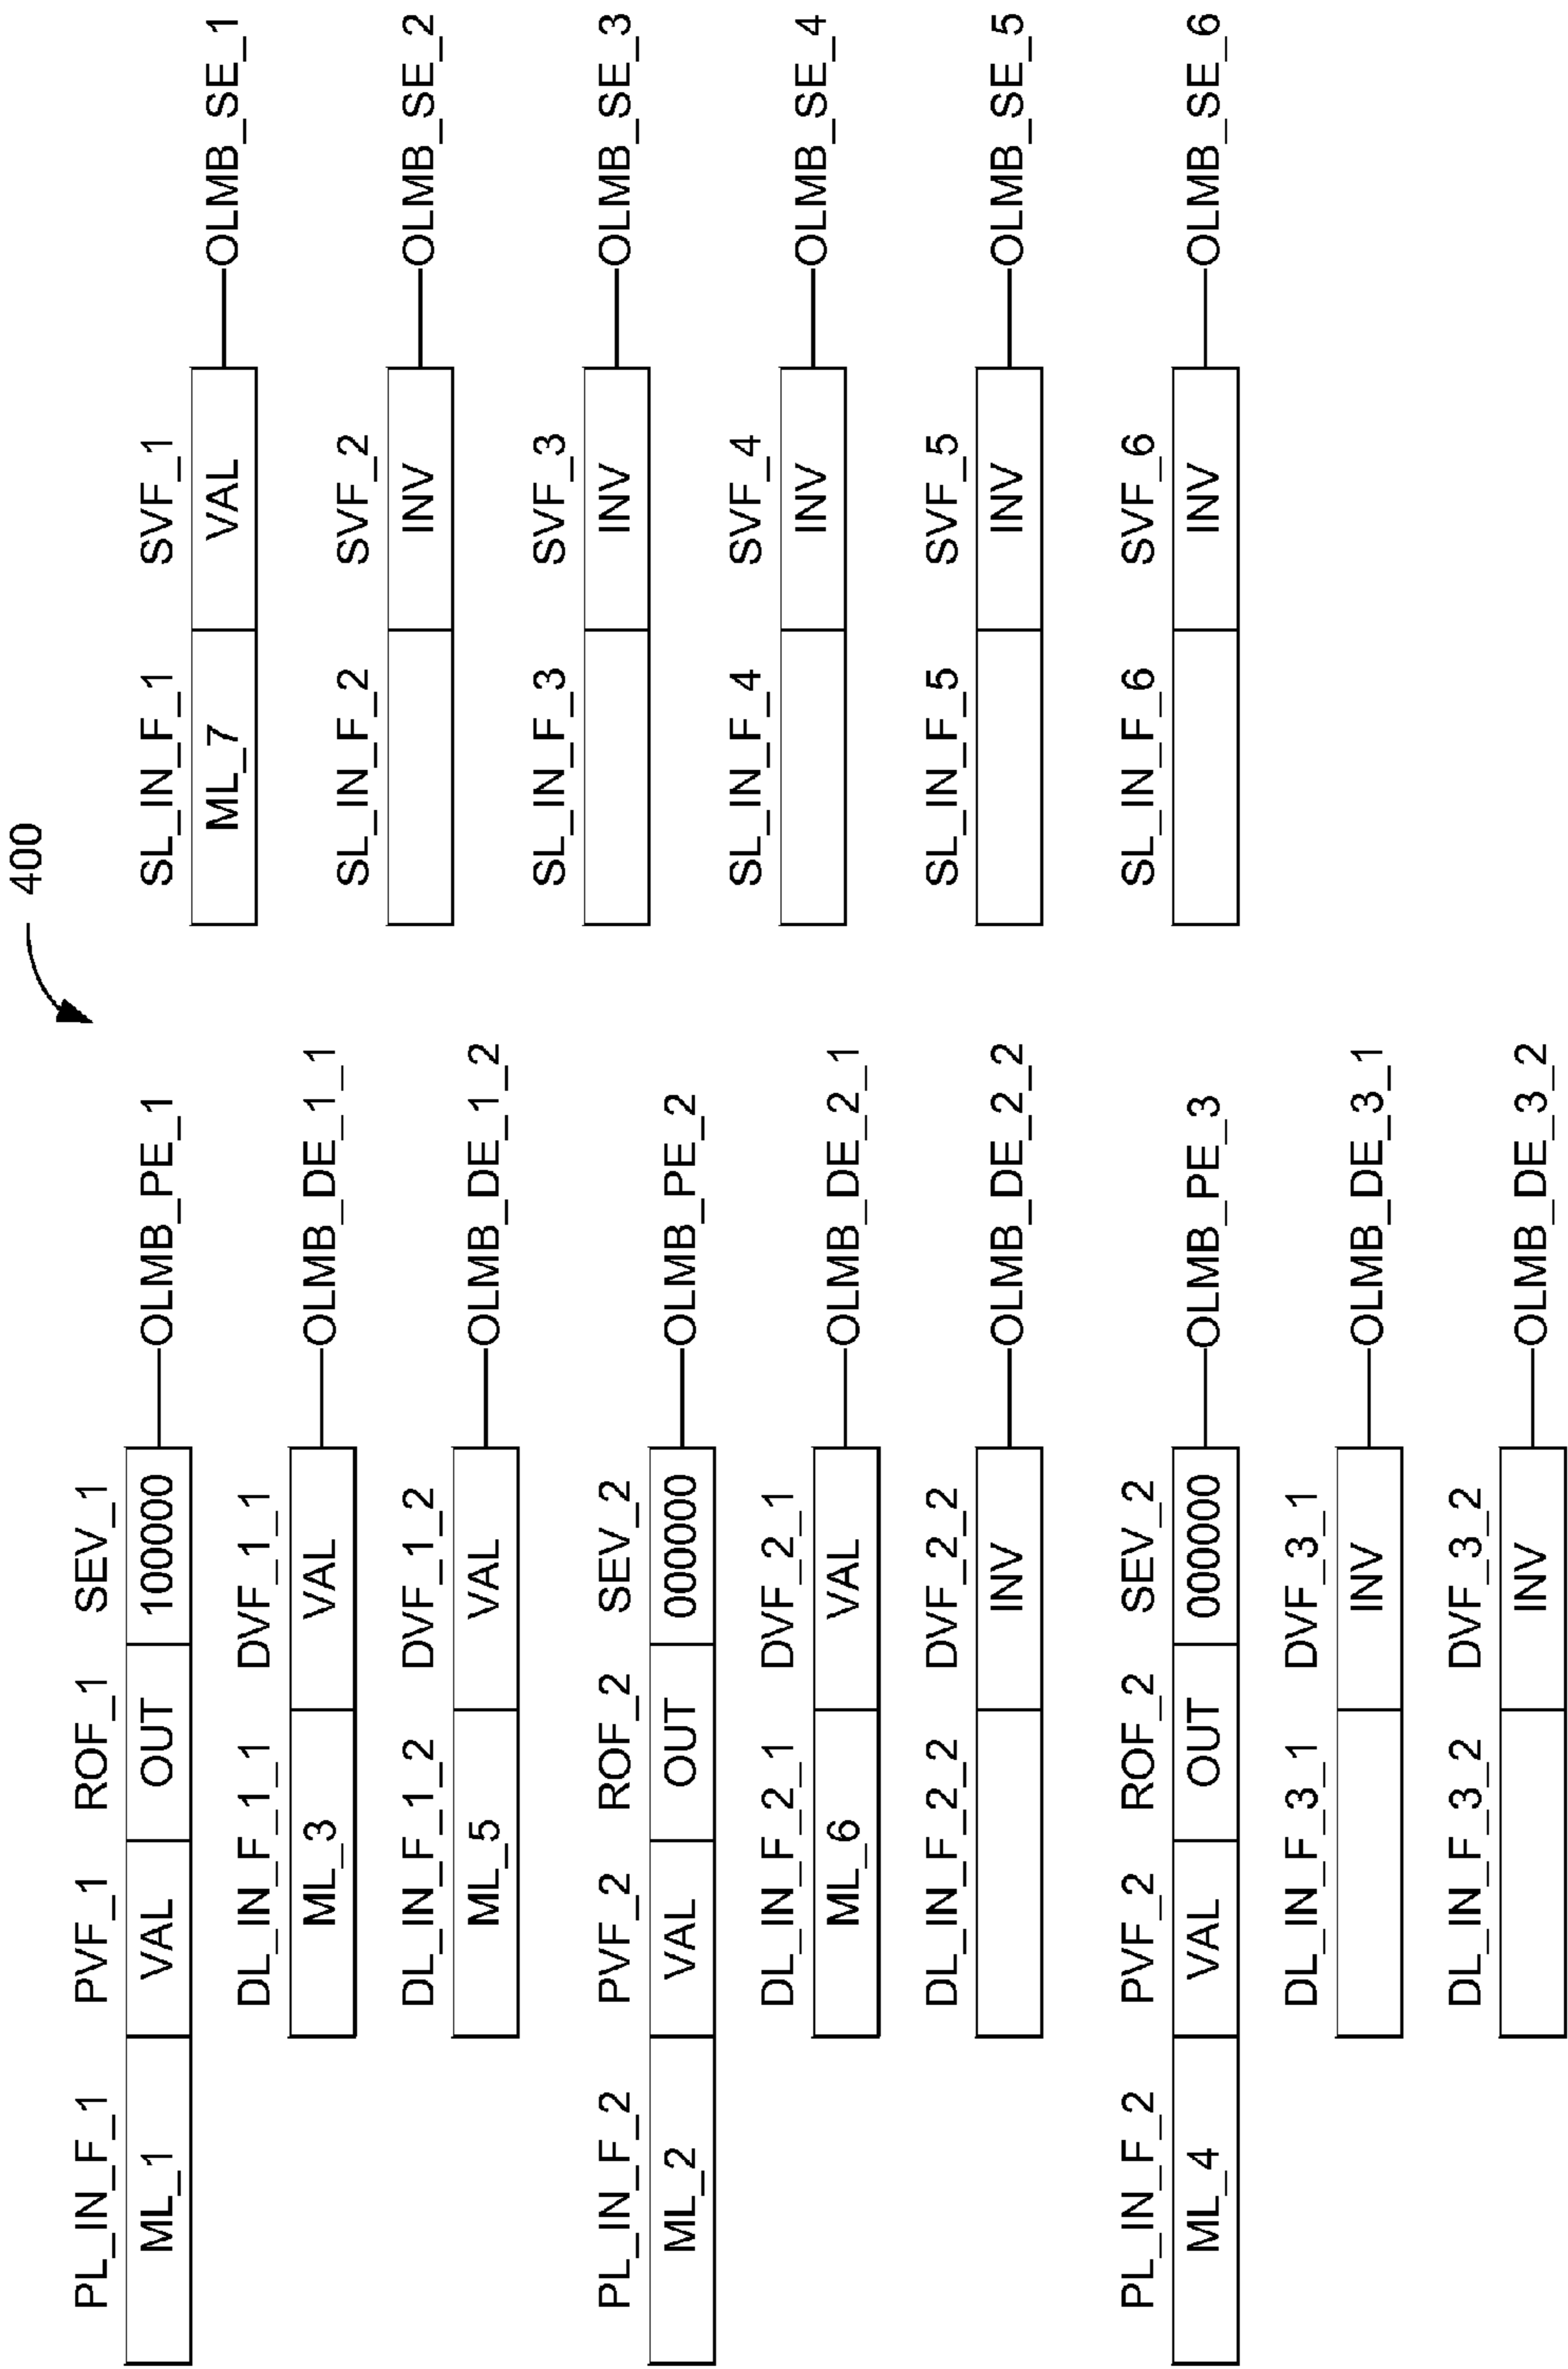 400
PL_IN_F_1 PVF_1 ROF_1 SEV_1
ML_1 VAL OUT 100000 OLMB_PE_1
DL_IN_F_1_1 DVF_1_1
ML_3 VAL OLMB_DE_1_1
DL_IN_F_1_2 DVF_1_2
ML_5 VAL OLMB_DE_1_2
PL_IN_F_2 PVF_2 ROF_2 SEV_2
ML_2 VAL OUT 000000 OLMB_PE_2
DL_IN_F_2_1 DVF_2_1
ML_6 VAL OLMB_DE_2_1
DL_IN_F_2_2 DVF_2_2
INV OLMB_DE_2_2
PL_IN_F_2 PVF_2 ROF_2 SEV_2
ML_4 VAL OUT 000000 OLMB_PE_3
DL_IN_F_3_1 DVF_3_1
INV OLMB_DE_3_1
DL_IN_F_3_2 DVF_3_2
INV OLMB_DE_3_2
SL_IN_F_1 SVF_1
ML_7 VAL OLMB_SE_1
SL_IN_F_2 SVF_2
INV OLMB_SE_2
SL_IN_F_3 SVF_3
INV OLMB_SE_3
SL_IN_F_4 SVF_4
INV OLMB_SE_4
SL_IN_F_5 SVF_5
INV OLMB_SE_5
SL_IN_F_6 SVF_6
INV OLMB_SE_6